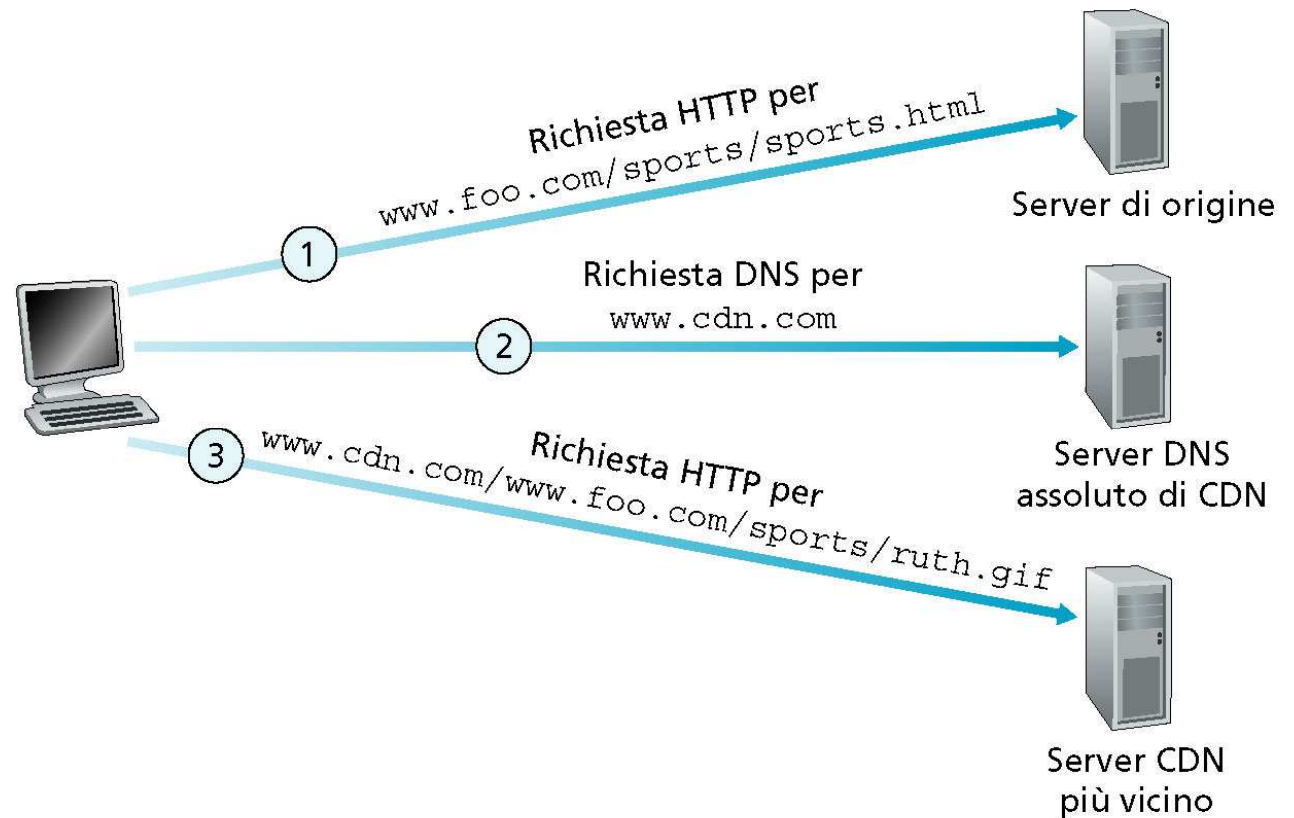 Richiesta HTTP per
www.foo.com/sports/sports.html
1
Server di origine
Richiesta DNS per
www.cdn.com
2
Server DNS
assoluto di CDN
3
Richiesta HTTP per
www.cdn.com/www.foo.com/sports/ruth.gif
Server CDN
più vicino